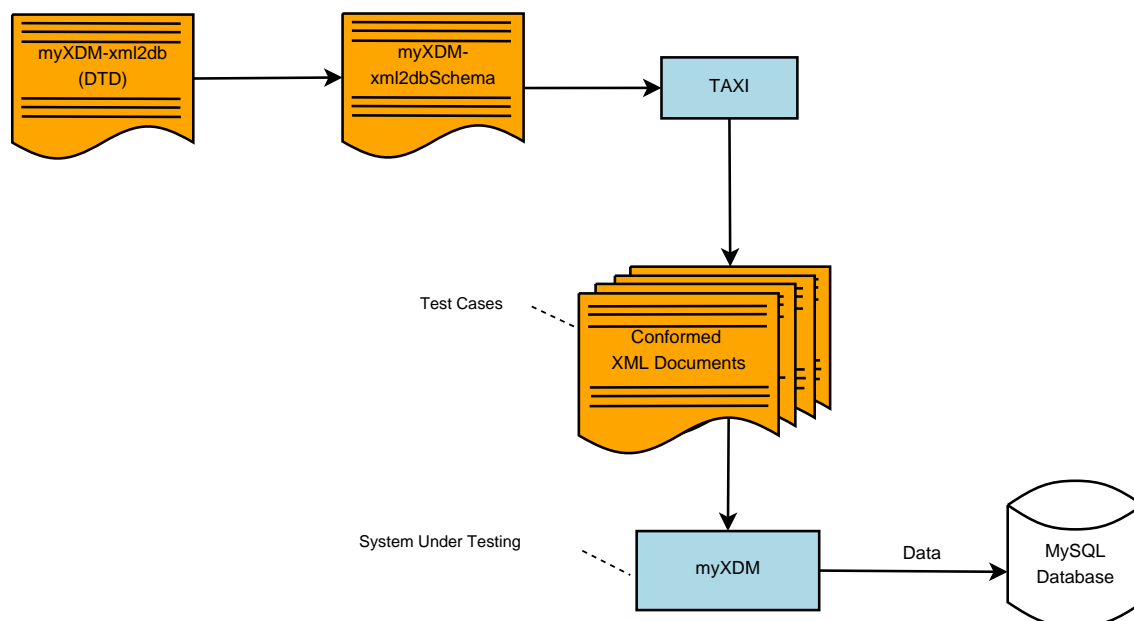 myXDM-xml2db
(DTD)
myXDM-
xml2dbSchema
TAXI
Test Cases
Conformed
XML Documents
System Under Testing
myXDM
Data
MySQL
Database